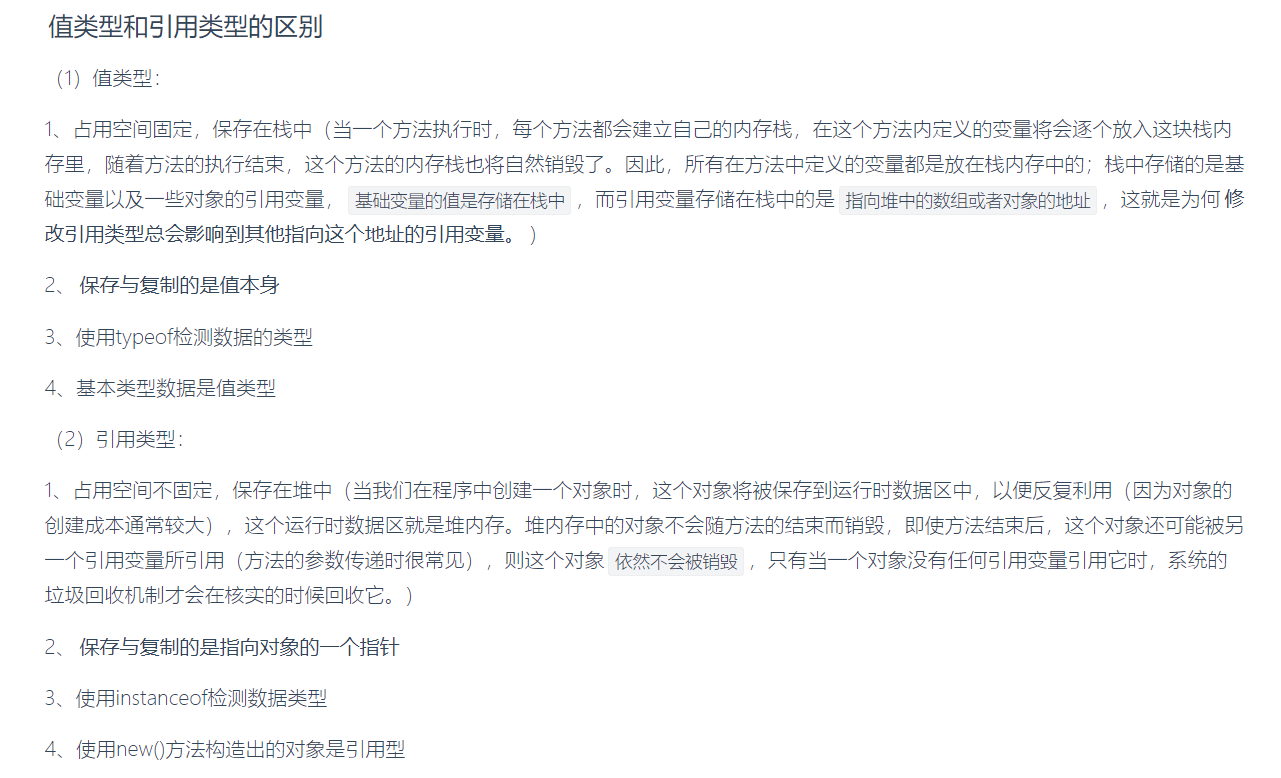 值类型和引用类型的区别
（1）值类型：
1、占用空间固定，保存在栈中（当一个方法执行时，每个方法都会建立自己的内存栈，在这个方法内定义的变量将会逐个放入这块栈内
存里，随着方法的执行结束，这个方法的内存栈也将自然销毁了。因此，所有在方法中定义的变量都是放在栈内存中的；栈中存储的是基
础变量以及一些对象的引用变量， 基础变量的值是存储在栈中 ，而引用变量存储在栈中的是 指向堆中的数组或者对象的地址 ，这就是为何 修
改引用类型总会影响到其他指向这个地址的引用变量。 ）
2、 保存与复制的是值本身
3、使用typeof检测数据的类型
4、基本类型数据是值类型
（2）引用类型：
1、占用空间不固定，保存在堆中（当我们在程序中创建一个对象时，这个对象将被保存到运行时数据区中，以便反复利用（因为对象的
创建成本通常较大），这个运行时数据区就是堆内存。堆内存中的对象不会随方法的结束而销毁，即使方法结束后，这个对象还可能被另
一个引用变量所引用（方法的参数传递时很常见），则这个对象 依然不会被销毁 ，只有当一个对象没有任何引用变量引用它时，系统的
垃圾回收机制才会在核实的时候回收它。）
2、 保存与复制的是指向对象的一个指针
3、使用instanceof检测数据类型
4、使用new()方法构造出的对象是引用型